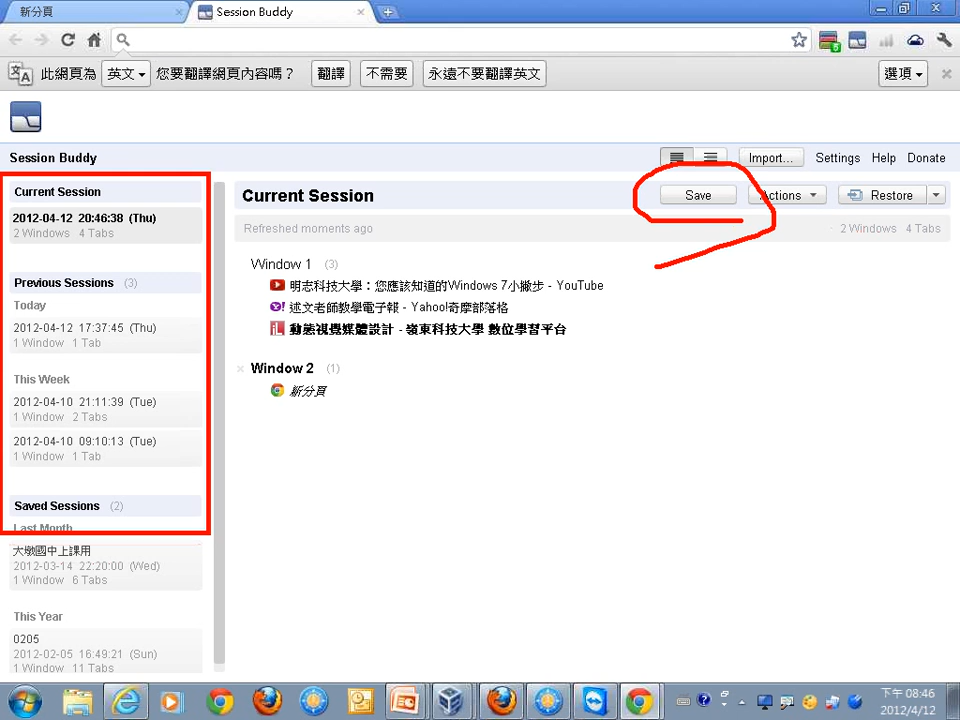 新分頁
Session Buddy
此網頁為 英文 您要翻譯網頁內容嗎？ 翻譯 不需要 永遠不要翻譯英文 選項
Session Buddy
Import... Settings Help Donate
Current Session
2012-04-12 20:46:38 (Thu)
2 Windows 4 Tabs
Previous Sessions (3)
Today
2012-04-12 17:37:45 (Thu)
1 Window 1 Tab
This Week
2012-04-10 21:11:39 (Tue)
1 Window 2 Tabs
2012-04-10 09:10:13 (Tue)
1 Window 1 Tab
Saved Sessions (2)
Last Month
大墩國中上課用
2012-03-14 22:20:00 (Wed)
1 Window 6 Tabs
This Year
0205
2012-02-05 16:49:21 (Sun)
1 Window 11 Tabs
Current Session
Save Actions Restore
Refreshed moments ago
2 Windows 4 Tabs
Window 1 (3)
明志科技大學：您應該知道的Windows 7小撇步 - YouTube
述文老師教學電子報 - Yahoo!奇摩部落格
動態視覺媒體設計 - 嶺東科技大學 數位學習平台
Window 2 (1)
新分頁
下午 08:46
2012/4/12